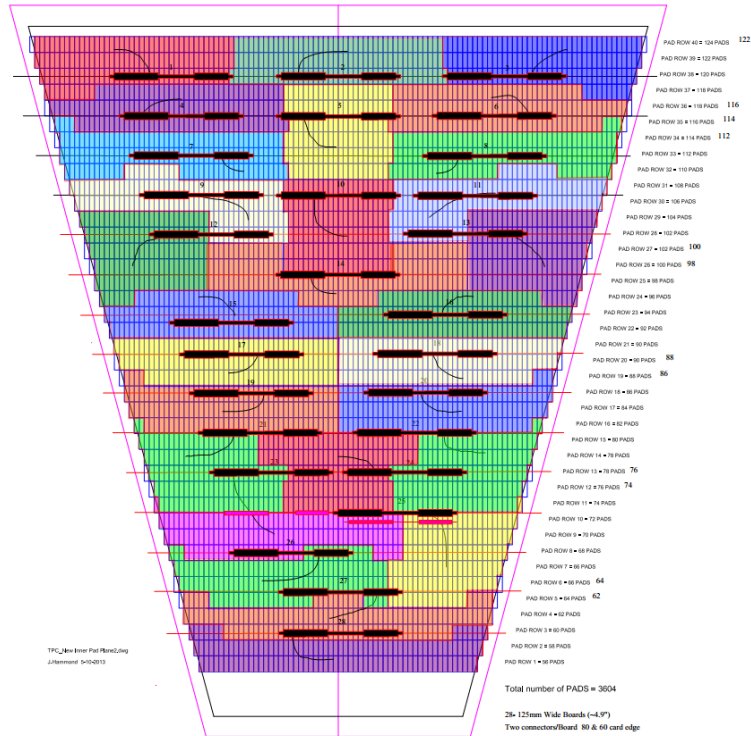 PAD ROW 40 = 124 PADS 122
PAD ROW 39 = 122 PADS
1 2 3
PAD ROW 38 = 120 PADS
PAD ROW 37 = 118 PADS
4 5 6
PAD ROW 36 = 118 PADS 116
PAD ROW 35 = 116 PADS 114
PAD ROW 34 = 114 PADS 112
7 8
PAD ROW 33 = 112 PADS
PAD ROW 32 = 110 PADS
9 10 11
PAD ROW 31 = 108 PADS
PAD ROW 30 = 106 PADS
PAD ROW 29 = 104 PADS
12 13
PAD ROW 28 = 102 PADS
PAD ROW 27 = 102 PADS 100
14
PAD ROW 26 = 100 PADS 98
PAD ROW 25 = 98 PADS
PAD ROW 24 = 96 PADS
15 16
PAD ROW 23 = 94 PADS
PAD ROW 22 = 92 PADS
17 18
PAD ROW 21 = 90 PADS
PAD ROW 20 = 90 PADS 88
PAD ROW 19 = 88 PADS 86
19 20
PAD ROW 18 = 86 PADS
PAD ROW 17 = 84 PADS
21 22
PAD ROW 16 = 82 PADS
PAD ROW 15 = 80 PADS
PAD ROW 14 = 78 PADS
23 24
PAD ROW 13 = 78 PADS 76
PAD ROW 12 = 76 PADS 74
25
PAD ROW 11 = 74 PADS
PAD ROW 10 = 72 PADS
PAD ROW 9 = 70 PADS
26
PAD ROW 8 = 68 PADS
PAD ROW 7 = 66 PADS
27
PAD ROW 6 = 66 PADS 64
PAD ROW 5 = 64 PADS 62
PAD ROW 4 = 62 PADS
28
PAD ROW 3 = 60 PADS
PAD ROW 2 = 58 PADS
PAD ROW 1 = 56 PADS
TPC_New Inner Pad Plane2.dwg
J.Hammond 5-10-2013
Total number of PADS = 3604
28- 125mm Wide Boards (~4.9")
Two connectors/Board 80 & 60 card edge